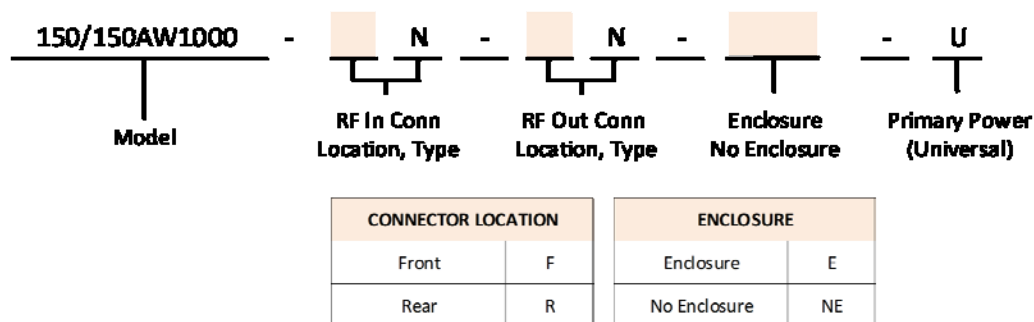 150/150AW1000 - N - N - - U
Model
RF In Conn
Location, Type
RF Out Conn
Location, Type
Enclosure
No Enclosure
Primary Power
(Universal)
CONNECTOR LOCATION
Front F
Rear R
ENCLOSURE
Enclosure E
No Enclosure NE